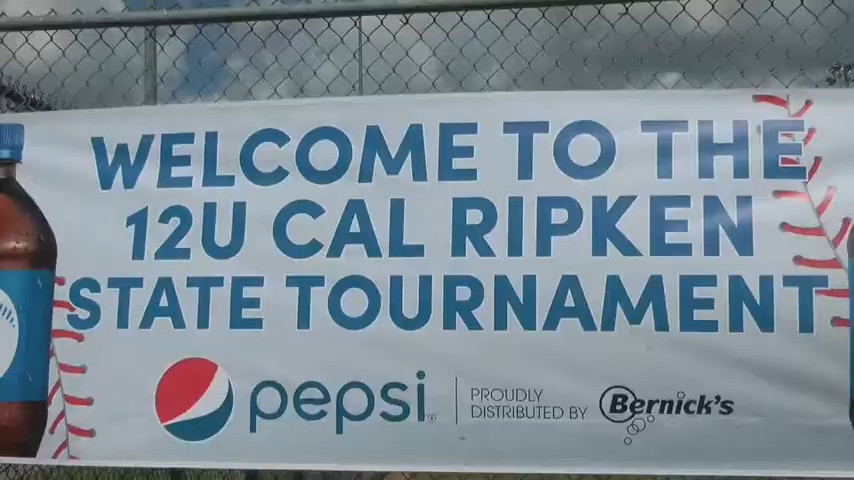 WELCOME TO THE
12U CAL RIPKEN
STATE TOURNAMENT
pepsi®
PROUDLY
DISTRIBUTED BY
Bernick's